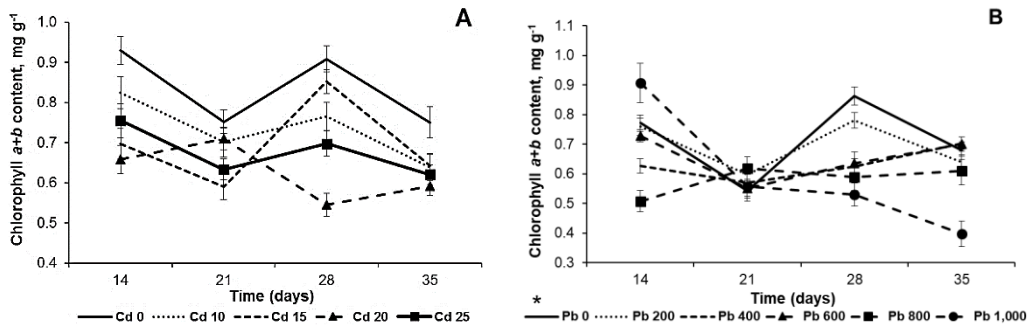 A
Chlorophyll a+b content, mg g-1
1.0
0.9
0.8
0.7
0.6
0.5
0.4
14 21 28 35
Time (days)
Cd 0 Cd 10 Cd 15 Cd 20 Cd 25
B
Chlorophyll a+b content, mg g-1
1.1
1.0
0.9
0.8
0.7
0.6
0.5
0.4
0.3
14 21 28 35
Time (days)
*
Pb 0 Pb 200 Pb 400 Pb 600 Pb 800 Pb 1,000